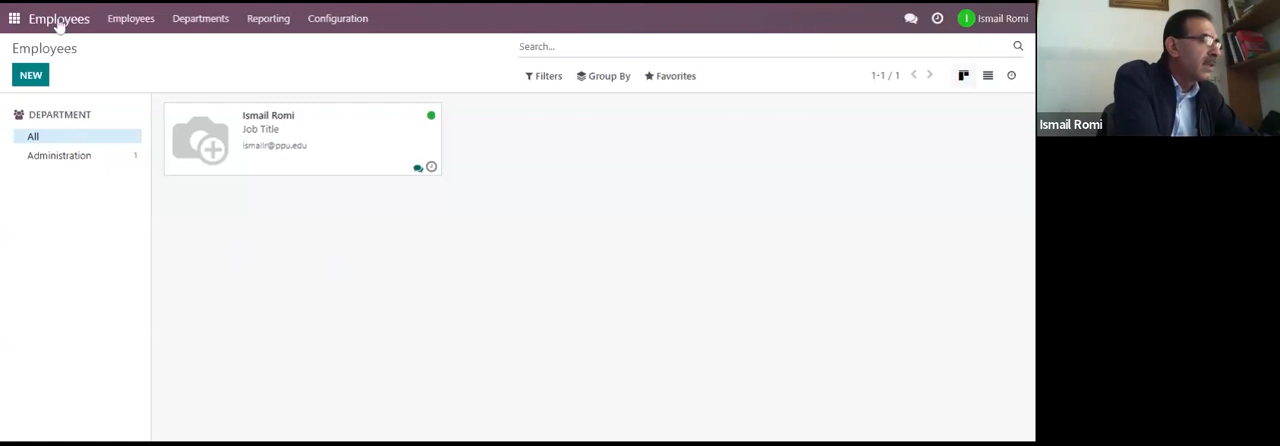 Employees Employees Departments Reporting Configuration I Ismail Romi
Employees
Search...
NEW
Filters Group By Favorites 1-1 / 1
DEPARTMENT
All
Administration 1
Ismail Romi
Job Title
ismailr@ppu.edu
Ismail Romi